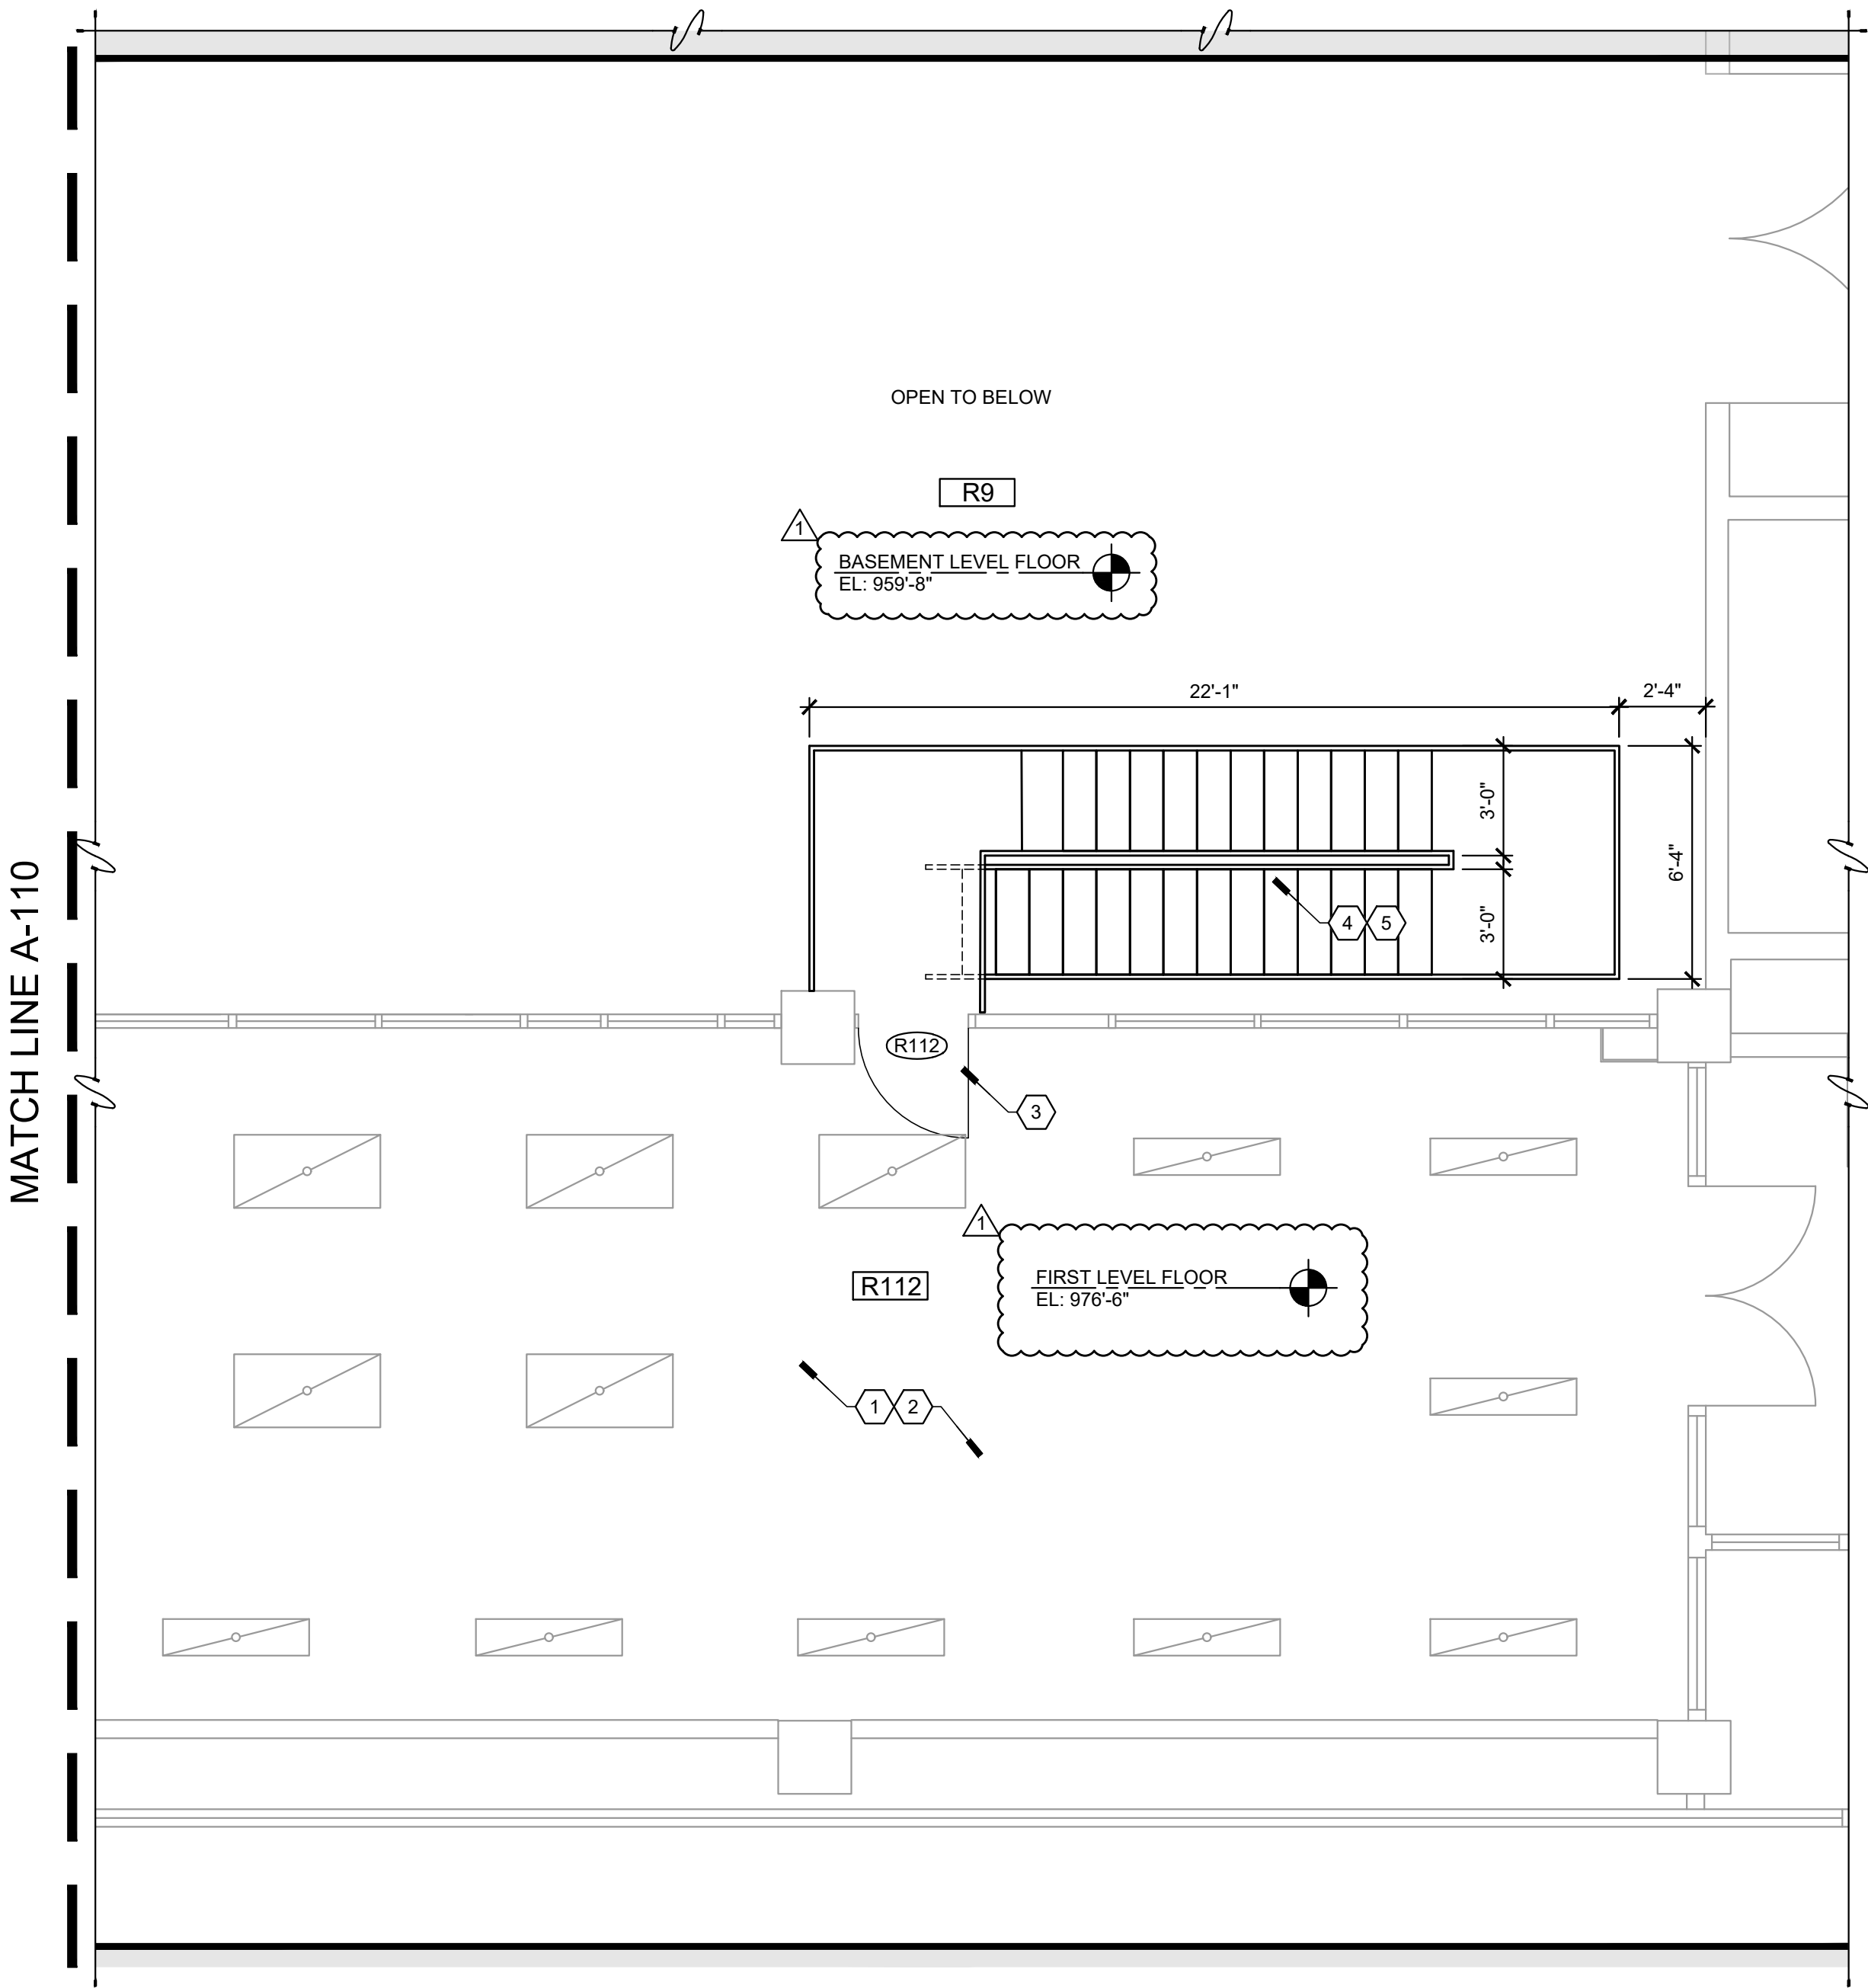 OPEN TO BELOW
R9
1
BASEMENT LEVEL FLOOR
EL: 959'-8"
22'-1"
2'-4"
3'-0"
6'-4"
3'-0"
4
5
MATCH LINE A-110
R112
3
1
FIRST LEVEL FLOOR
EL: 976'-6"
R112
1
2